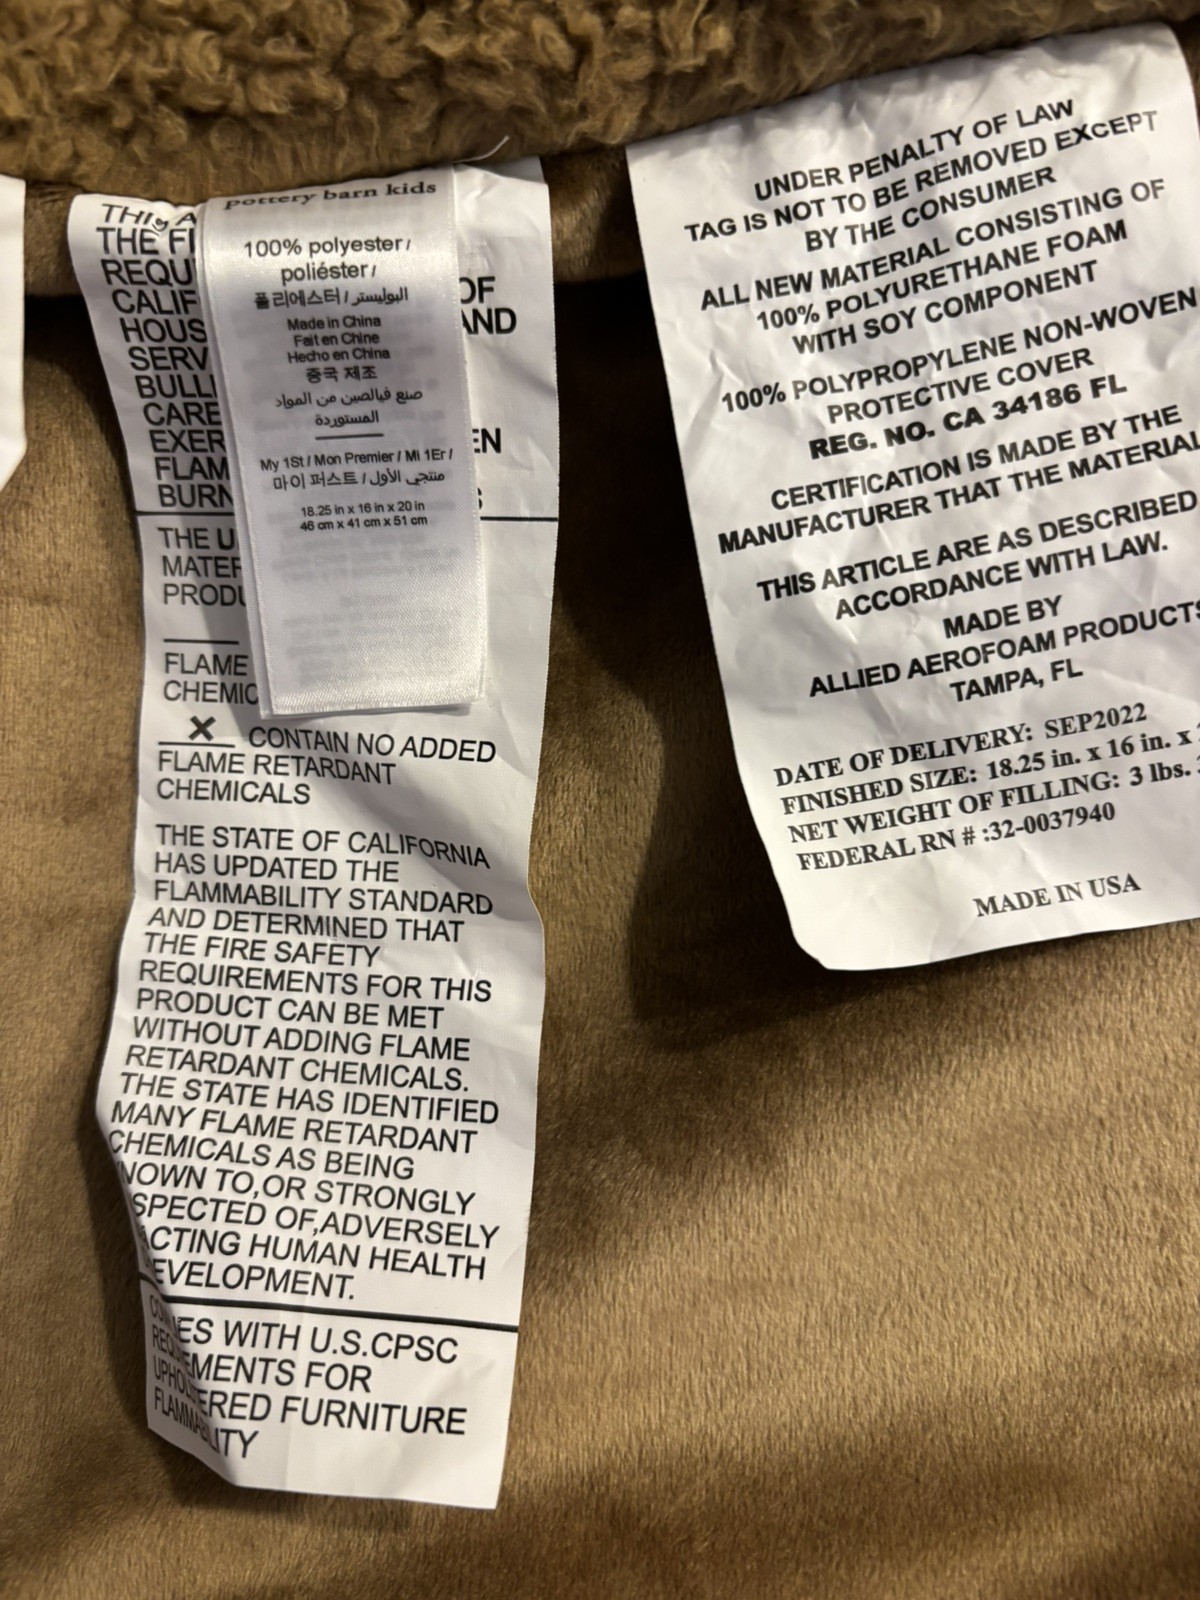 pottery barn kids
100% polyester/
poliéster/
폴리에스터/البوليستر
Made in China
Fait en Chine
Hecho en China
중국 제조
صنع فيالصين من المواد
المستوردة
My 1St / Mon Premier / Mi 1Er /
마이 퍼스트 / منتجي الأول
18.25 in x 16 in x 20 in
46 cm x 41 cm x 51 cm
THIS A
THE FI
REQU
CALIF OF
HOUS AND
SERV
BULL
CARE
EXER EN
FLAM
BURN S
THE U
MATER
PRODU
FLAME
CHEMIC
X CONTAIN NO ADDED
FLAME RETARDANT
CHEMICALS
THE STATE OF CALIFORNIA
HAS UPDATED THE
FLAMMABILITY STANDARD
AND DETERMINED THAT
THE FIRE SAFETY
REQUIREMENTS FOR THIS
PRODUCT CAN BE MET
WITHOUT ADDING FLAME
RETARDANT CHEMICALS.
THE STATE HAS IDENTIFIED
MANY FLAME RETARDANT
CHEMICALS AS BEING
NOWN TO,OR STRONGLY
SPECTED OF,ADVERSELY
ACTING HUMAN HEALTH
EVELOPMENT.
COM IES WITH U.S.CPSC
REQU EMENTS FOR
UPHOLSTERED FURNITURE
FLAMMABILITY
UNDER PENALTY OF LAW
TAG IS NOT TO BE REMOVED EXCEPT
BY THE CONSUMER
ALL NEW MATERIAL CONSISTING OF
100% POLYURETHANE FOAM
WITH SOY COMPONENT
100% POLYPROPYLENE NON-WOVEN
PROTECTIVE COVER
REG. NO. CA 34186 FL
CERTIFICATION IS MADE BY THE
MANUFACTURER THAT THE MATERIAL
THIS ARTICLE ARE AS DESCRIBED
ACCORDANCE WITH LAW.
MADE BY
ALLIED AEROFOAM PRODUCTS
TAMPA, FL
DATE OF DELIVERY: SEP2022
FINISHED SIZE: 18.25 in. x 16 in. x
NET WEIGHT OF FILLING: 3 lbs.
FEDERAL RN # :32-0037940
MADE IN USA